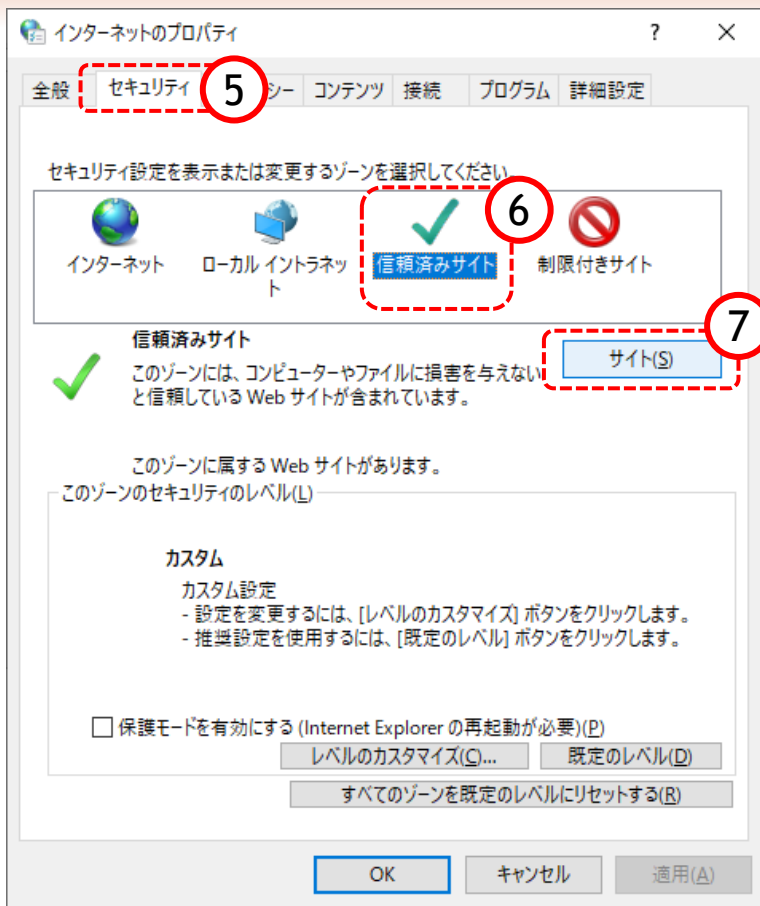 インターネットのプロパティ ? ×
全般 セキュリティ 5 シー コンテンツ 接続 プログラム 詳細設定
セキュリティ設定を表示または変更するゾーンを選択してください。
6
インターネット ローカル イントラネッ 信頼済みサイト 制限付きサイト
ト
7
信頼済みサイト
サイト(S)
このゾーンには、コンピューターやファイルに損害を与えない
と信頼している Web サイトが含まれています。
このゾーンに属する Web サイトがあります。
このゾーンのセキュリティのレベル(L)
カスタム
カスタム設定
- 設定を変更するには、[レベルのカスタマイズ] ボタンをクリックします。
- 推奨設定を使用するには、[既定のレベル] ボタンをクリックします。
保護モードを有効にする (Internet Explorer の再起動が必要)(P)
レベルのカスタマイズ(C)... 既定のレベル(D)
すべてのゾーンを既定のレベルにリセットする(R)
OK キャンセル 適用(A)